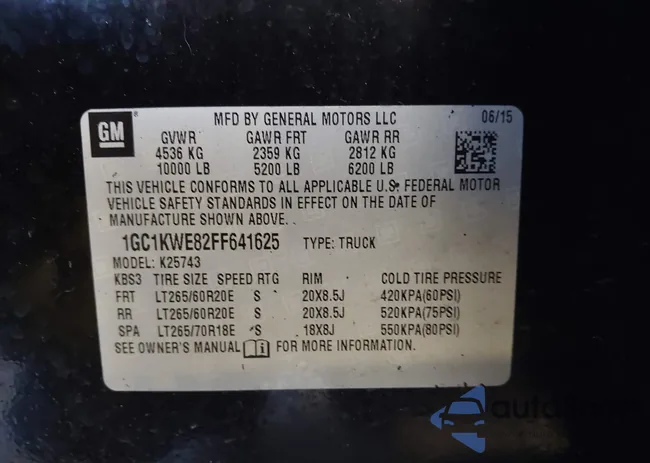 GM
MFD BY GENERAL MOTORS LLC 06/15
GVWR GAWR FRT GAWR RR
4536 KG 2359 KG 2812 KG
10000 LB 5200 LB 6200 LB
THIS VEHICLE CONFORMS TO ALL APPLICABLE U.S. FEDERAL MOTOR
VEHICLE SAFETY STANDARDS IN EFFECT ON THE DATE OF
MANUFACTURE SHOWN ABOVE.
1GC1KWE82FF641625 TYPE: TRUCK
MODEL: K25743
KBS3 TIRE SIZE SPEED RTG RIM COLD TIRE PRESSURE
FRT LT265/60R20E S 20X8.5J 420KPA(60PSI)
RR LT265/60R20E S 20X8.5J 520KPA(75PSI)
SPA LT265/70R18E S 18X8J 550KPA(80PSI)
SEE OWNER'S MANUAL FOR MORE INFORMATION.